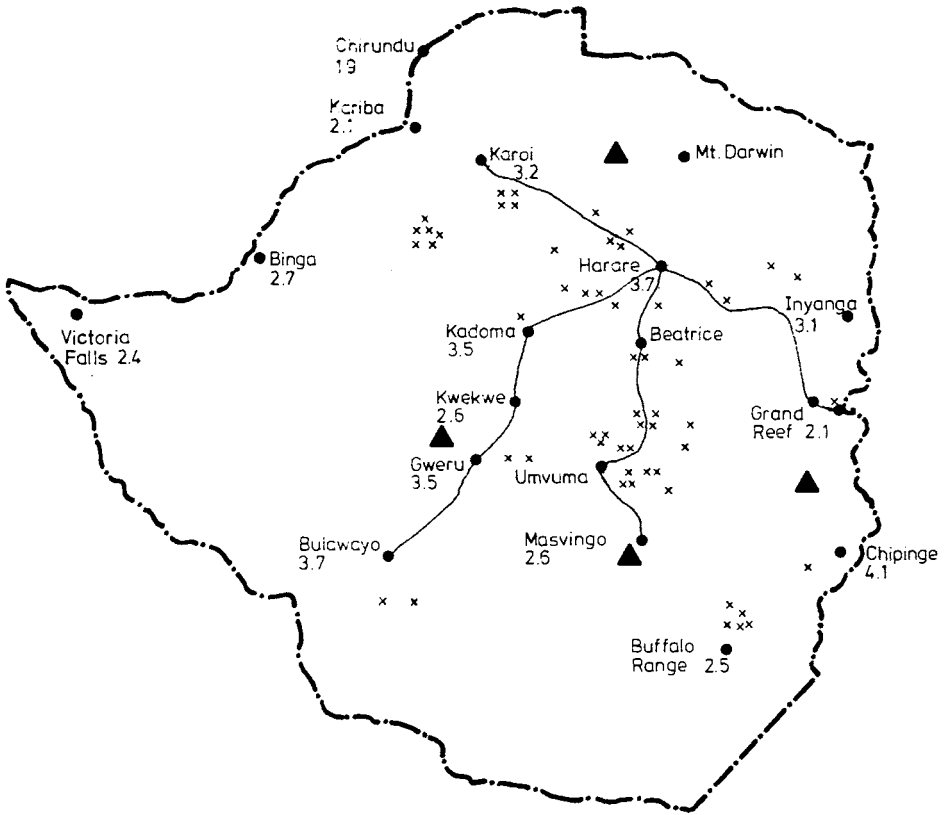 Chirundu
1.9
Kariba
2.1
Karoi
3.2
Mt. Darwin
Binga
2.7
Harare
3.7
Inyanga
3.1
Victoria
Falls 2.4
Kadoma
3.5
Beatrice
Kwekwe
2.6
Grand
Reef 2.1
Gweru
3.5
Umvuma
Bulawayo
3.7
Masvingo
2.6
Chipinge
4.1
Buffalo
Range 2.5